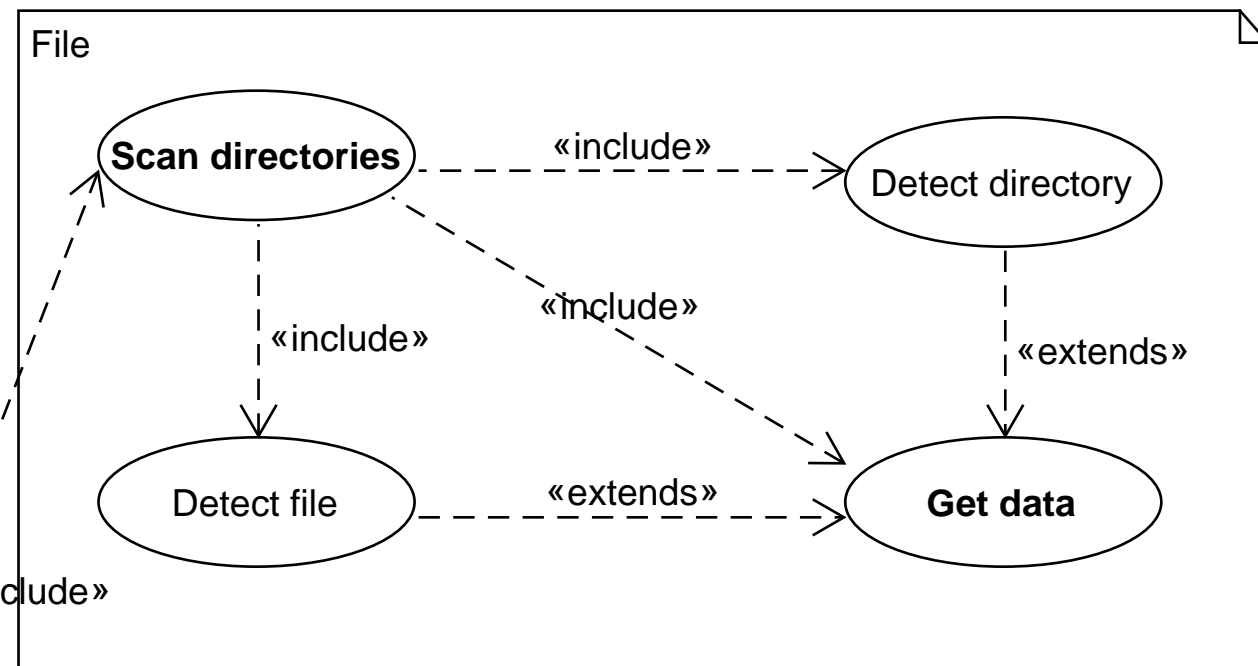 File
Scan directories
«include»
Detect directory
«include»
«include»
«extends»
Detect file
«extends»
Get data
clude»